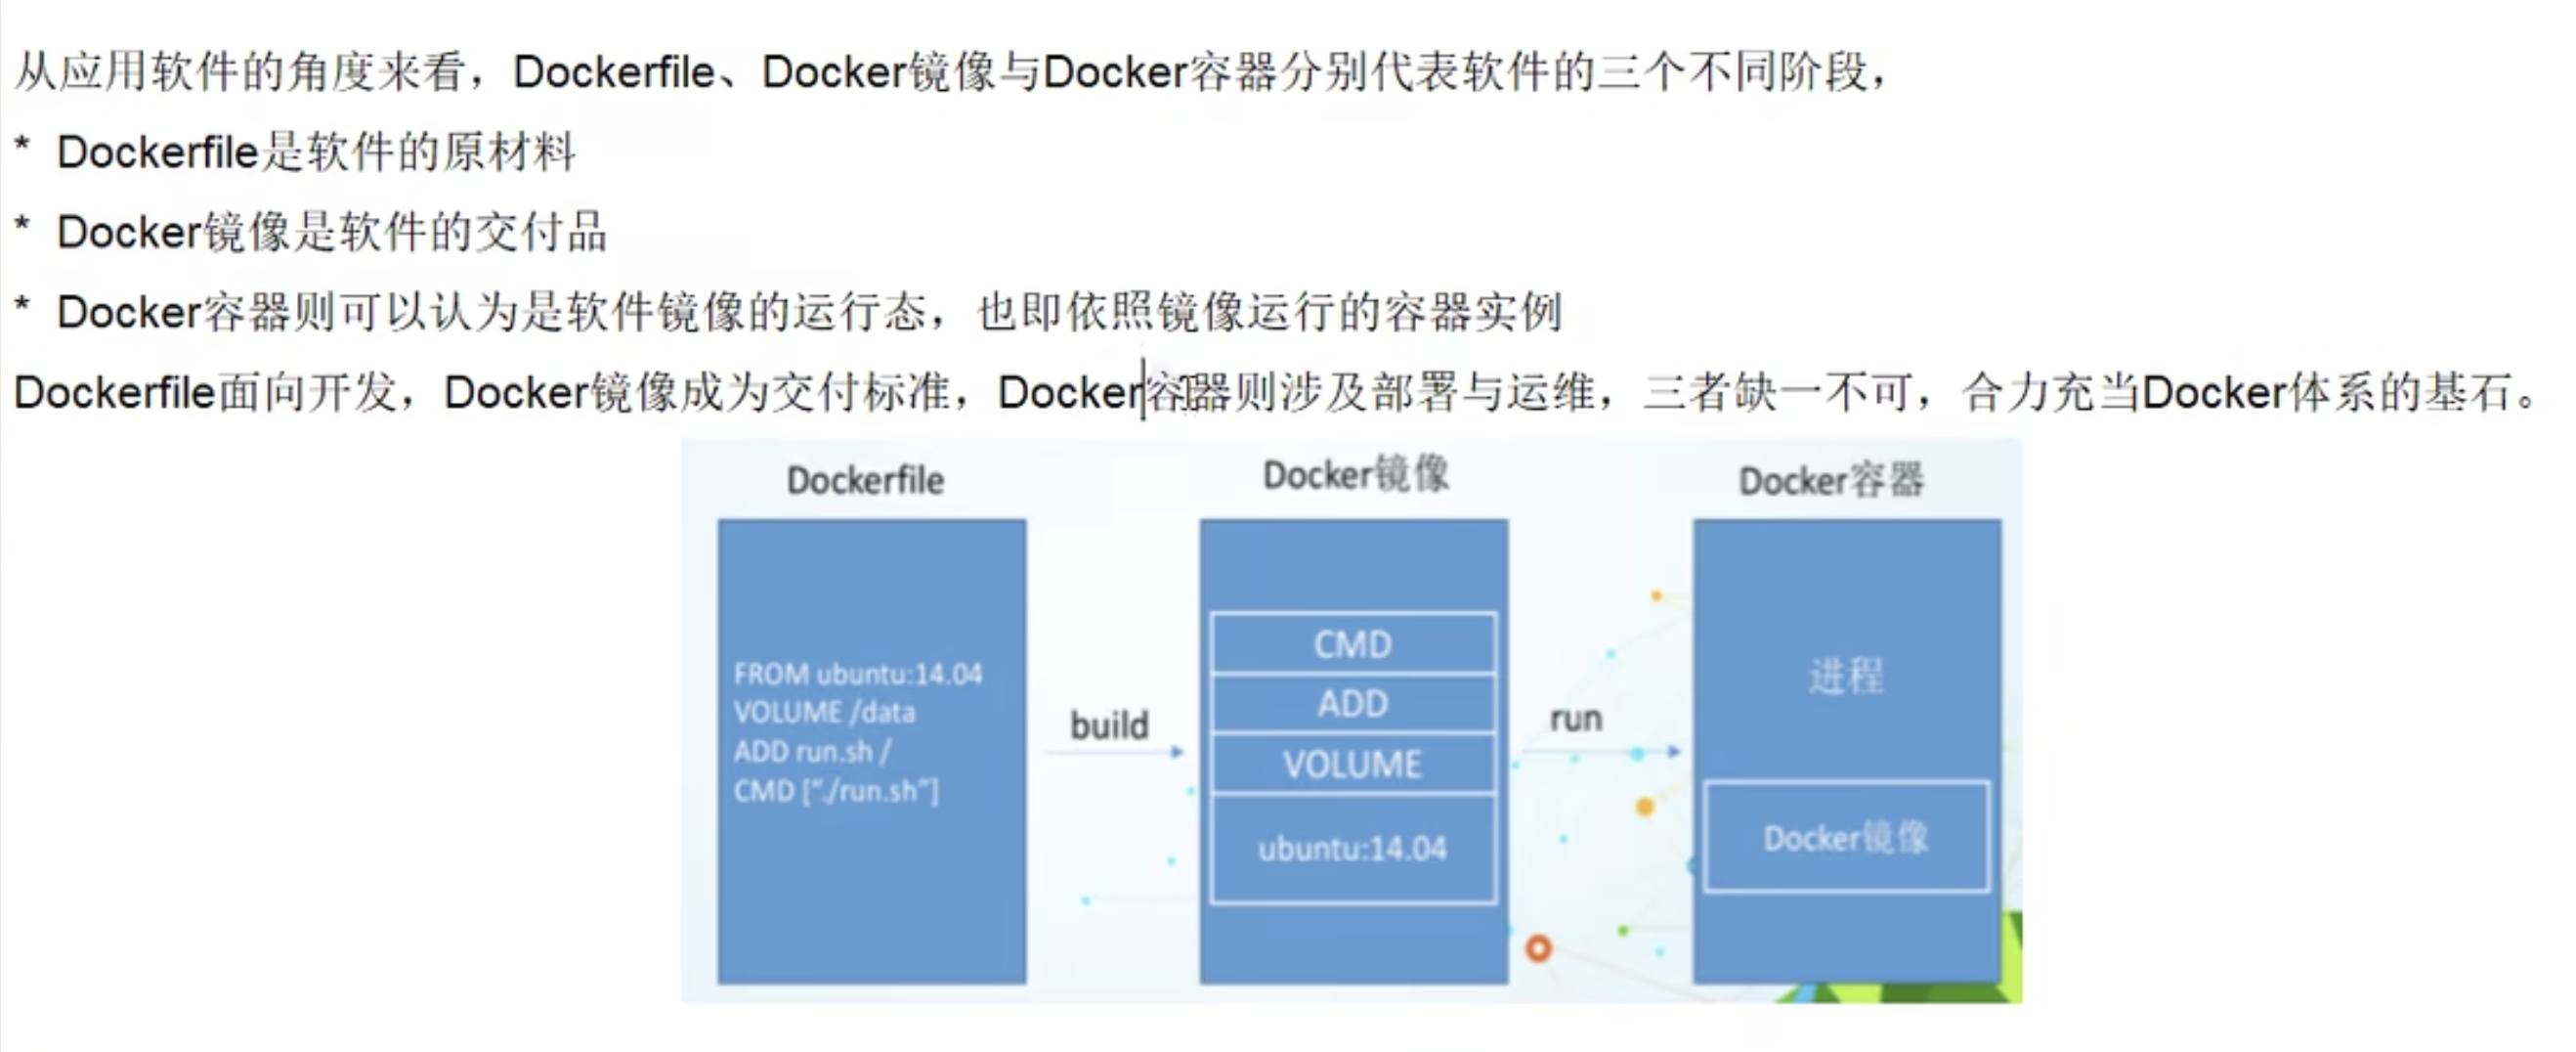 从应用软件的角度来看，Dockerfile、Docker镜像与Docker容器分别代表软件的三个不同阶段，
* Dockerfile是软件的原材料
* Docker镜像是软件的交付品
* Docker容器则可以认为是软件镜像的运行态，也即依照镜像运行的容器实例
Dockerfile面向开发，Docker镜像成为交付标准，Docker容器则涉及部署与运维，三者缺一不可，合力充当Docker体系的基石。
Dockerfile
FROM ubuntu:14.04
VOLUME /data
ADD run.sh /
CMD ["./run.sh"]
build
Docker镜像
CMD
ADD
VOLUME
ubuntu:14.04
run
Docker容器
进程
Docker镜像